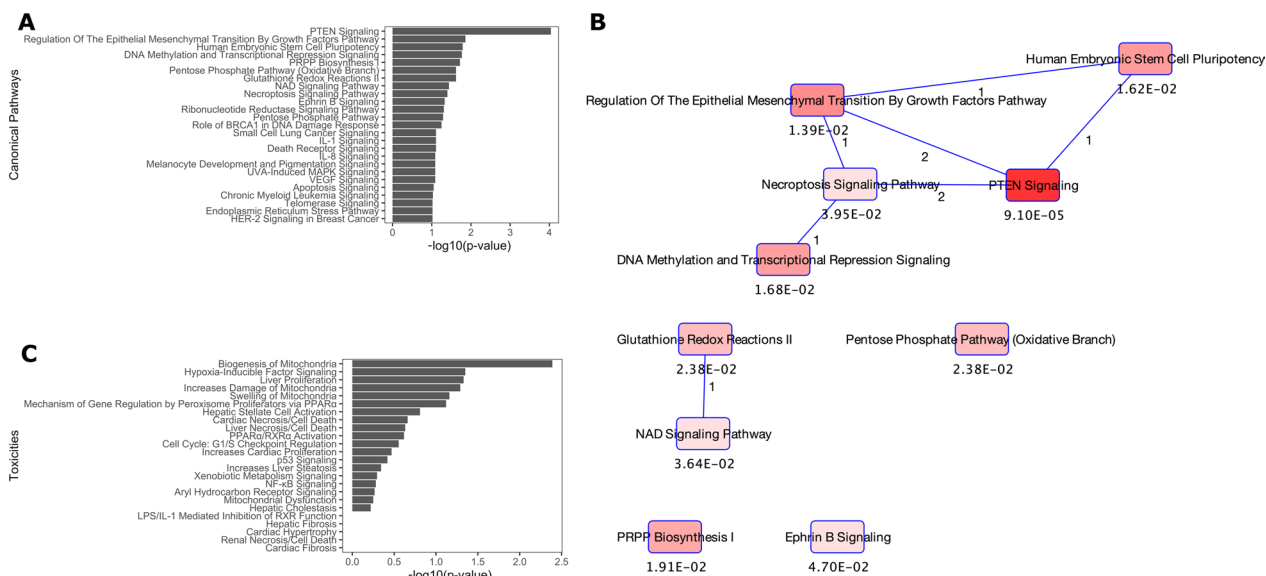 A
Canonical Pathways
PTEN Signaling
Regulation Of The Epithelial Mesenchymal Transition By Growth Factors Pathway
Human Embryonic Stem Cell Pluripotency
DNA Methylation and Transcriptional Repression Signaling
PRPP Biosynthesis I
Pentose Phosphate Pathway (Oxidative Branch)
Glutathione Redox Reactions II
NAD Signaling Pathway
Necroptosis Signaling Pathway
Ephrin B Signaling
Ribonucleotide Reductase Signaling Pathway
Pentose Phosphate Pathway
Role of BRCA1 in DNA Damage Response
Small Cell Lung Cancer Signaling
IL-1 Signaling
Death Receptor Signaling
IL-8 Signaling
Melanocyte Development and Pigmentation Signaling
UVA-Induced MAPK Signaling
VEGF Signaling
Apoptosis Signaling
Chronic Myeloid Leukemia Signaling
Telomerase Signaling
Endoplasmic Reticulum Stress Pathway
HER-2 Signaling in Breast Cancer
0 1 2 3 4
-log10(p-value)
B
Human Embryonic Stem Cell Pluripotency
1.62E-02
1
Regulation Of The Epithelial Mesenchymal Transition By Growth Factors Pathway
1.39E-02
1
1
2
Necroptosis Signaling Pathway
3.95E-02
2
PTEN Signaling
9.10E-05
1
DNA Methylation and Transcriptional Repression Signaling
1.68E-02
Glutathione Redox Reactions II
2.38E-02
Pentose Phosphate Pathway (Oxidative Branch)
2.38E-02
1
NAD Signaling Pathway
3.64E-02
PRPP Biosynthesis I
1.91E-02
Ephrin B Signaling
4.70E-02
C
Toxicities
Biogenesis of Mitochondria
Hypoxia-Inducible Factor Signaling
Liver Proliferation
Increases Damage of Mitochondria
Swelling of Mitochondria
Mechanism of Gene Regulation by Peroxisome Proliferators via PPARα
Hepatic Stellate Cell Activation
Cardiac Necrosis/Cell Death
Liver Necrosis/Cell Death
PPARα/RXRα Activation
Cell Cycle: G1/S Checkpoint Regulation
Increases Cardiac Proliferation
p53 Signaling
Increases Liver Steatosis
Xenobiotic Metabolism Signaling
NF-κB Signaling
Aryl Hydrocarbon Receptor Signaling
Mitochondrial Dysfunction
Hepatic Cholestasis
LPS/IL-1 Mediated Inhibition of RXR Function
Hepatic Fibrosis
Cardiac Hypertrophy
Renal Necrosis/Cell Death
Cardiac Fibrosis
0.0 0.5 1.0 1.5 2.0 2.5
-log10(p-value)